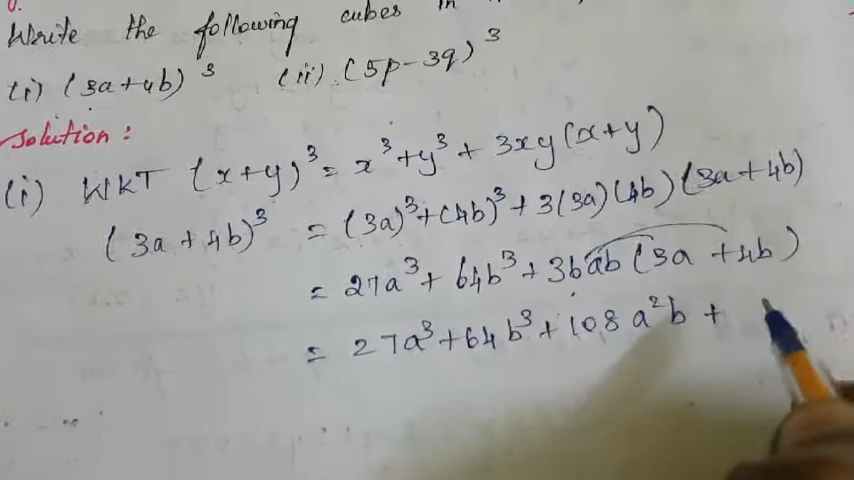 Write the following cubes in
(i) (3a+4b)³ (ii) (5p-3q)³
Solution :
(i) WKT (x+y)³ = x³+y³ + 3xy(x+y)
(3a + 4b)³ = (3a)³+(4b)³ + 3(3a)(4b)(3a+4b)
= 27a³ + 64b³ + 36ab(3a +4b)
= 27a³+64b³+108a²b +